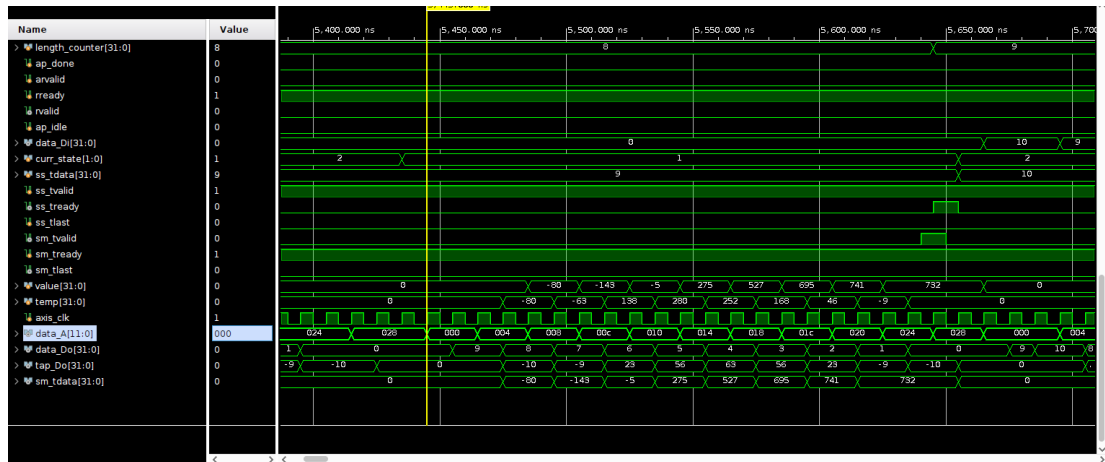 Name Value 5,400.000 ns 5,450.000 ns 5,500.000 ns 5,550.000 ns 5,600.000 ns 5,650.000 ns
length_counter[31:0] 8 8 9
ap_done 0
arvalid 0
rready 1
rvalid 0
ap_idle 0
data_Di[31:0] 0 0 10 9
curr_state[1:0] 1 2 1 2
ss_tdata[31:0] 9 9 10
ss_tvalid 1
ss_tready 0
ss_tlast 0
sm_tvalid 0
sm_tready 1
sm_tlast 0
value[31:0] 0 0 -80 -143 -5 275 527 695 741 732 0
temp[31:0] 0 0 -80 -63 138 280 252 168 46 -9 0
axis_clk 1
data_A[11:0] 000 024 028 000 004 008 00c 010 014 018 01c 020 024 028 000 004
data_Do[31:0] 0 1 0 9 8 7 6 5 4 3 2 1 0 9 10 8
tap_Do[31:0] 0 -9 -10 0 -10 -9 23 56 63 56 23 -9 -10 0
sm_tdata[31:0] 0 0 -80 -143 -5 275 527 695 741 732 0